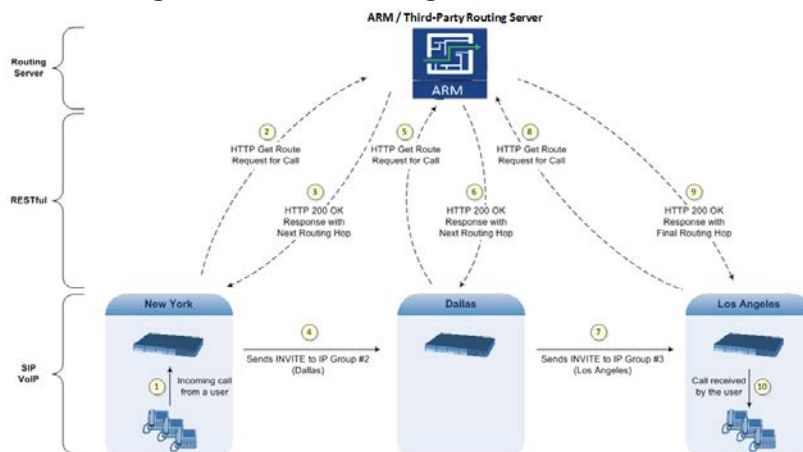 ARM / Third-Party Routing Server
Routing
Server
ARM
2
HTTP Get Route
Request for Call
5
HTTP Get Route
Request for Call
8
HTTP Get Route
Request for Call
RESTful
3
HTTP 200 OK
Response with
Next Routing Hop
6
HTTP 200 OK
Response with
Next Routing Hop
9
HTTP 200 OK
Response with
Final Routing Hop
New York
Dallas
Los Angeles
4
Sends INVITE to IP Group #2
(Dallas)
7
Sends INVITE to IP Group #3
(Los Angeles)
SIP
VoIP
1
Incoming call
from a user
Call received
by the user
10